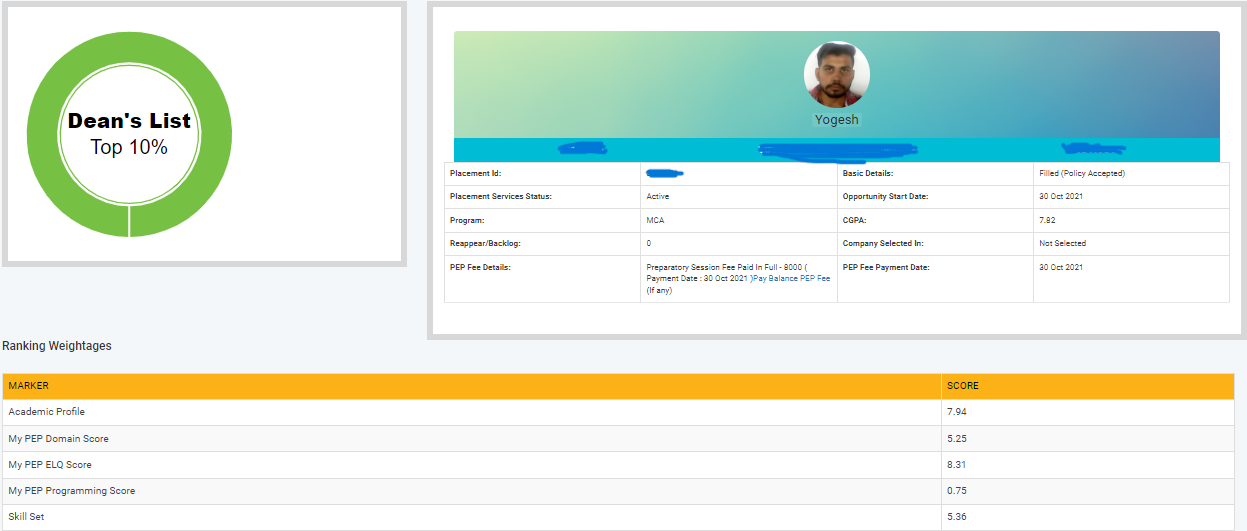 Dean's List
Top 10%
Yogesh
Placement Id:
Basic Details:
Filled (Policy Accepted)
Placement Services Status:
Active
Opportunity Start Date:
30 Oct 2021
Program:
MCA
CGPA:
7.82
Reappear/Backlog:
0
Company Selected In:
Not Selected
PEP Fee Details:
Preparatory Session Fee Paid In Full - 8000 (
Payment Date : 30 Oct 2021 )Pay Balance PEP Fee
(If any)
PEP Fee Payment Date:
30 Oct 2021
Ranking Weightages
MARKER
SCORE
Academic Profile
7.94
My PEP Domain Score
5.25
My PEP ELQ Score
8.31
My PEP Programming Score
0.75
Skill Set
5.36